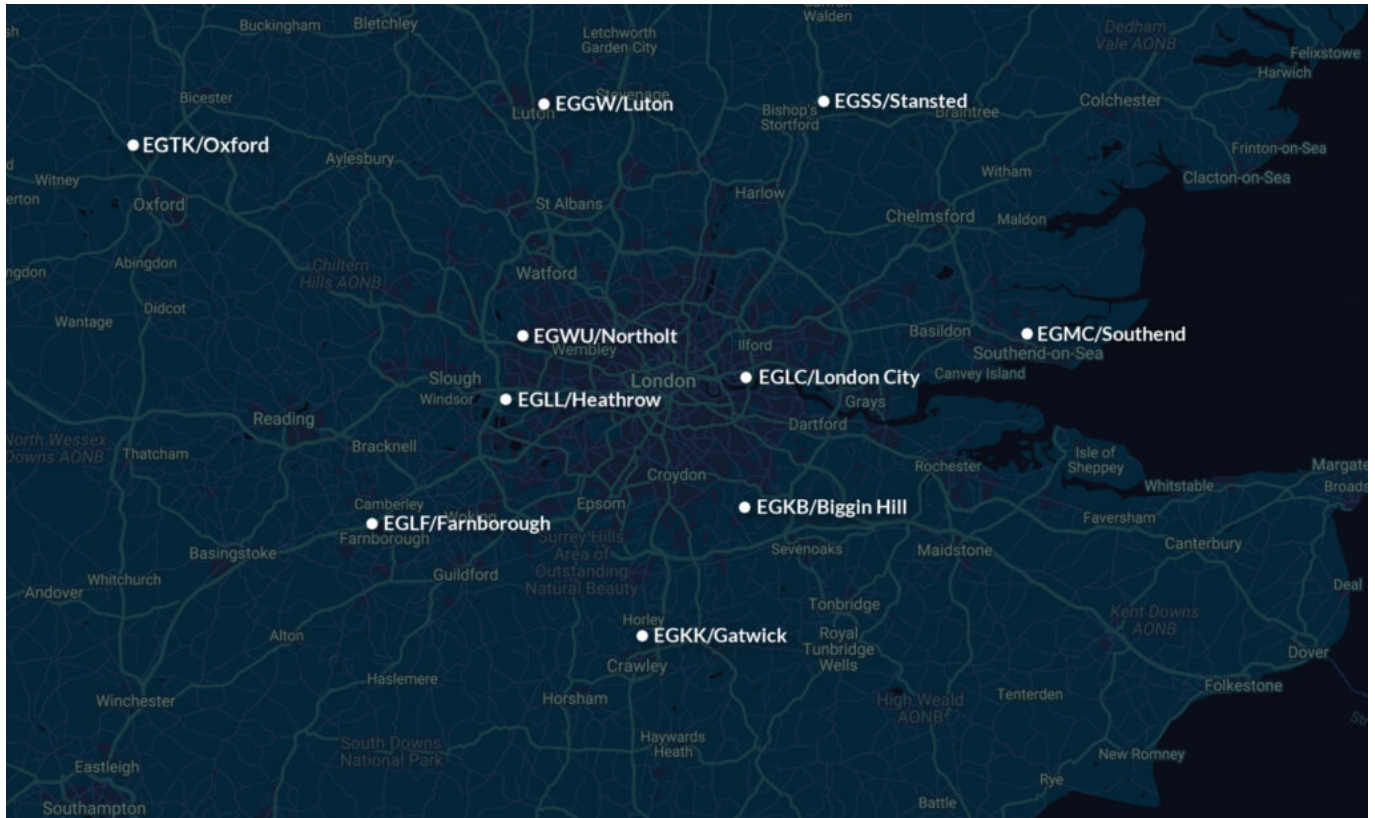 Buckingham
Bletchley
Letchworth
Garden City
Walden
Dedham
Vale AONB
Felixstowe
Harwich
Bicester
Luton
EGGW/Luton
Stevenage
Bishop's
Stortford
EGSS/Stansted
Braintree
Colchester
EGTK/Oxford
Aylesbury
Frinton-on-Sea
Witney
Witham
Clacton-on-Sea
Oxford
St Albans
Harlow
Chelmsford
Maldon
Abingdon
Chiltern
Hills AONB
Watford
Didcot
Wantage
EGWU/Northolt
Wembley
Ilford
Basildon
EGMC/Southend
Southend-on-Sea
Slough
Windsor
London
EGLC/London City
Canvey Island
EGLL/Heathrow
Grays
Reading
Dartford
North Wessex
Downs AONB
Bracknell
Thatcham
Croydon
Rochester
Isle of
Sheppey
Margate
Whitstable
Broads
Camberley
Woking
Epsom
EGKB/Biggin Hill
EGLF/Farnborough
Farnborough
Faversham
Surrey Hills
Area of
Outstanding
Natural Beauty
Basingstoke
Sevenoaks
Maidstone
Canterbury
Whitchurch
Andover
Guildford
Deal
Tonbridge
Kent Downs
AONB
Horley
EGKK/Gatwick
Alton
Royal
Tunbridge
Wells
Crawley
Dover
Haslemere
Horsham
Winchester
High Weald
AONB
Tenterden
Folkestone
South Downs
National Park
Haywards
Heath
New Romney
Eastleigh
Rye
Southampton
Battle